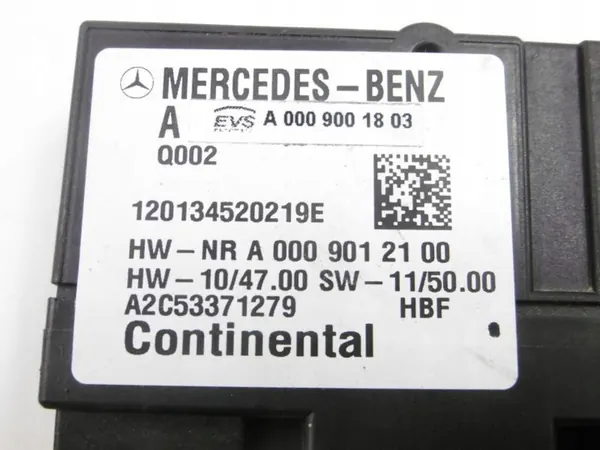 MERCEDES-BENZ
A EVS A 000 900 18 03
Q002
120134520219E
HW-NR A 000 901 21 00
HW-10/47.00 SW-11/50.00
A2C53371279 HBF
Continental